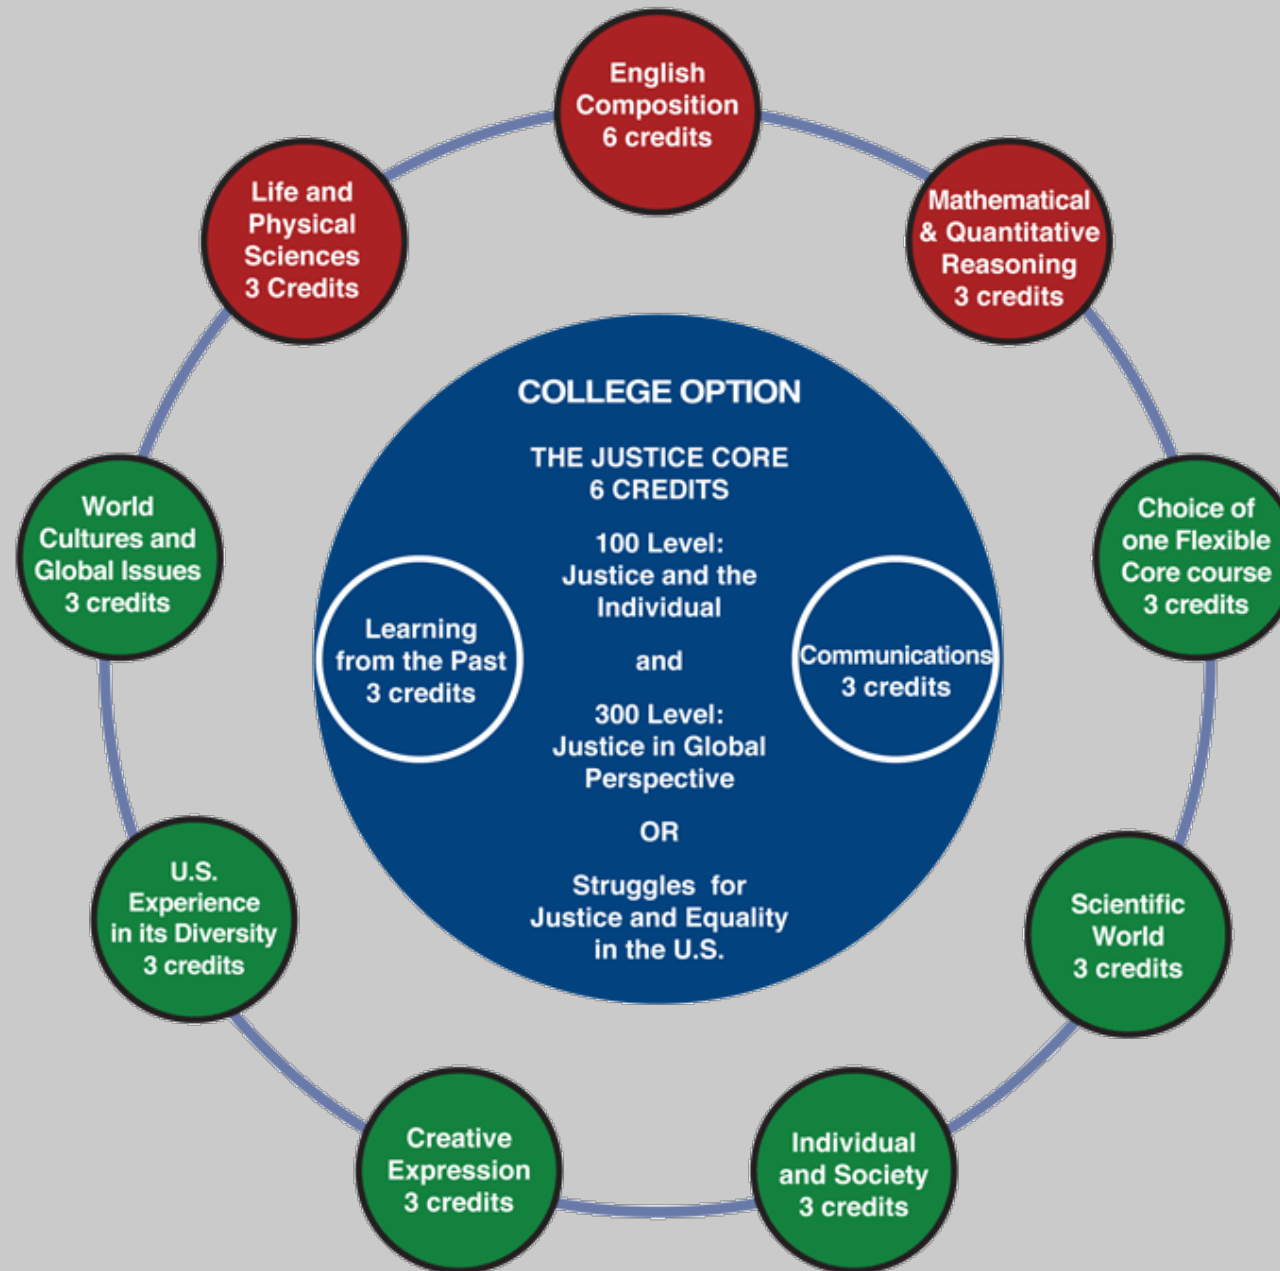 English
Composition
6 credits
Life and
Physical
Sciences
3 Credits
Mathematical
& Quantitative
Reasoning
3 credits
World
Cultures and
Global Issues
3 credits
Choice of
one Flexible
Core course
3 credits
COLLEGE OPTION
THE JUSTICE CORE
6 CREDITS
100 Level:
Justice and the
Individual
and
300 Level:
Justice in Global
Perspective
OR
Struggles for
Justice and Equality
in the U.S.
Learning
from the Past
3 credits
Communications
3 credits
U.S.
Experience
in its Diversity
3 credits
Scientific
World
3 credits
Creative
Expression
3 credits
Individual
and Society
3 credits